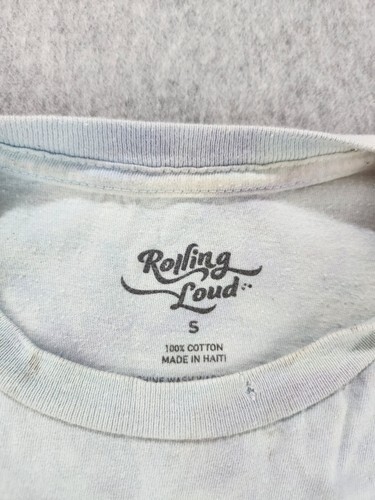 Rolling
Loud
S
100% COTTON
MADE IN HAITI